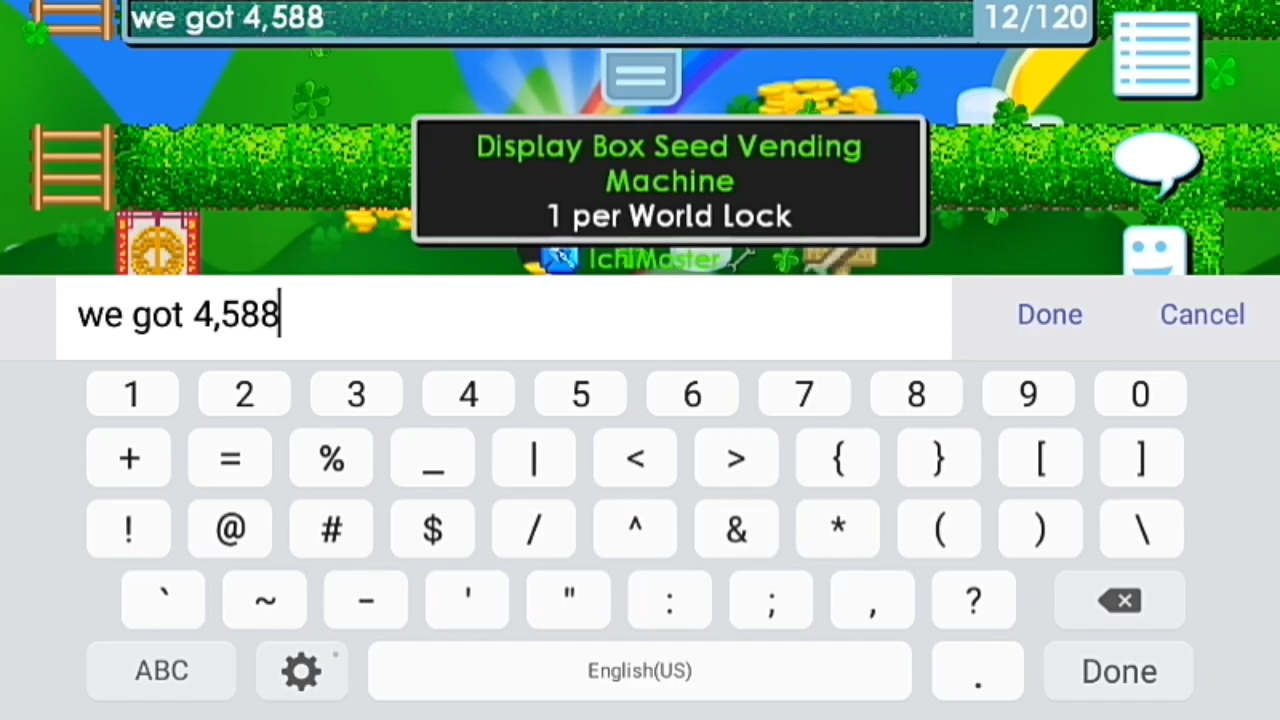 we got 4,588
12/120
Display Box Seed Vending
Machine
1 per World Lock
IchiMaster
we got 4,588
Done
Cancel
1 2 3 4 5 6 7 8 9 0
+ = % _ | < > { } [ ]
! @ # $ / ^ & * ( ) \
` ~ - ' " : ; , ?
ABC
English(US)
.
Done